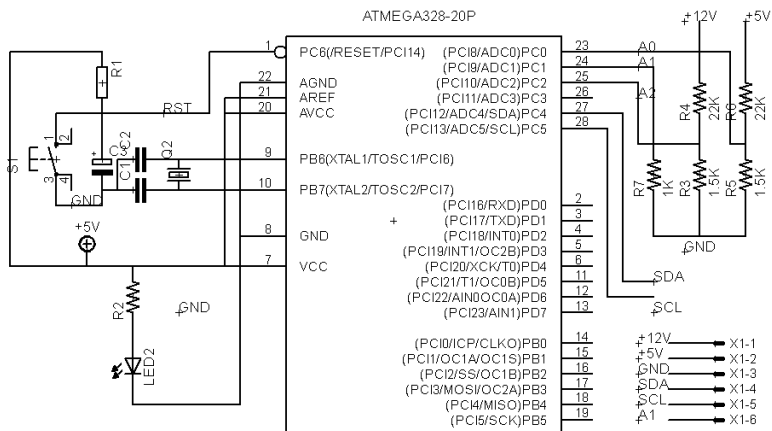 ATMEGA328-20P
+12V
+5V
1
PC6(/RESET/PCI14)
(PCI8/ADC0)PC0
23
A0
(PCI9/ADC1)PC1
24
A1
22
AGND
(PCI10/ADC2)PC2
25
21
AREF
(PCI11/ADC3)PC3
26
A2
20
AVCC
(PCI12/ADC4/SDA)PC4
27
(PCI13/ADC5/SCL)PC5
28
R1
RST
R4
22K
R6
22K
S1
1
2
3
4
C3
C2
C1
Q2
9
PB6(XTAL1/TOSC1/PCI6)
10
PB7(XTAL2/TOSC2/PCI7)
GND
R7
1K
R3
1.5K
R5
1.5K
(PCI16/RXD)PD0
2
(PCI17/TXD)PD1
3
+5V
8
GND
(PCI18/INT0)PD2
4
(PCI19/INT1/OC2B)PD3
5
GND
7
VCC
(PCI20/XCK/T0)PD4
6
(PCI21/T1/OC0B)PD5
11
SDA
(PCI22/AIN0OC0A)PD6
12
(PCI23/AIN1)PD7
13
SCL
R2
GND
LED2
(PCI0/ICP/CLKO)PB0
14
+12V
X1-1
(PCI1/OC1A/OC1S)PB1
15
+5V
X1-2
(PCI2/SS/OC1B)PB2
16
GND
X1-3
(PCI3/MOSI/OC2A)PB3
17
SDA
X1-4
(PCI4/MISO)PB4
18
SCL
X1-5
(PCI5/SCK)PB5
19
A1
X1-6